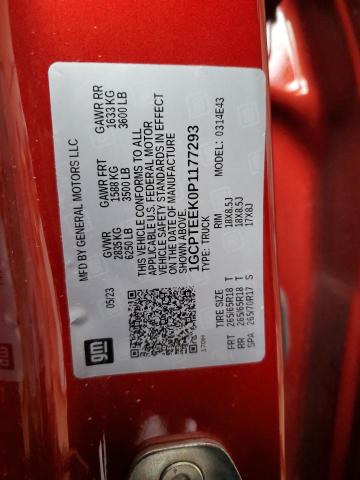 MFD BY GENERAL MOTORS LLC
05/23
GVWR
2835 KG
6250 LB
GAWR FRT
1588 KG
3500 LB
GAWR RR
1633 KG
3600 LB
THIS VEHICLE CONFORMS TO ALL
APPLICABLE U.S. FEDERAL MOTOR
VEHICLE SAFETY STANDARDS IN EFFECT
ON THE DATE OF MANUFACTURE
SHOWN ABOVE.
1GCPTEEK0P1177293
TYPE: TRUCK
MODEL: 0314E43
170H
TIRE SIZE RIM
FRT 265/65R18 T 18X8.5J
RR 265/65R18 T 18X8.5J
SPA 265/70R17 S 17X8J
gm